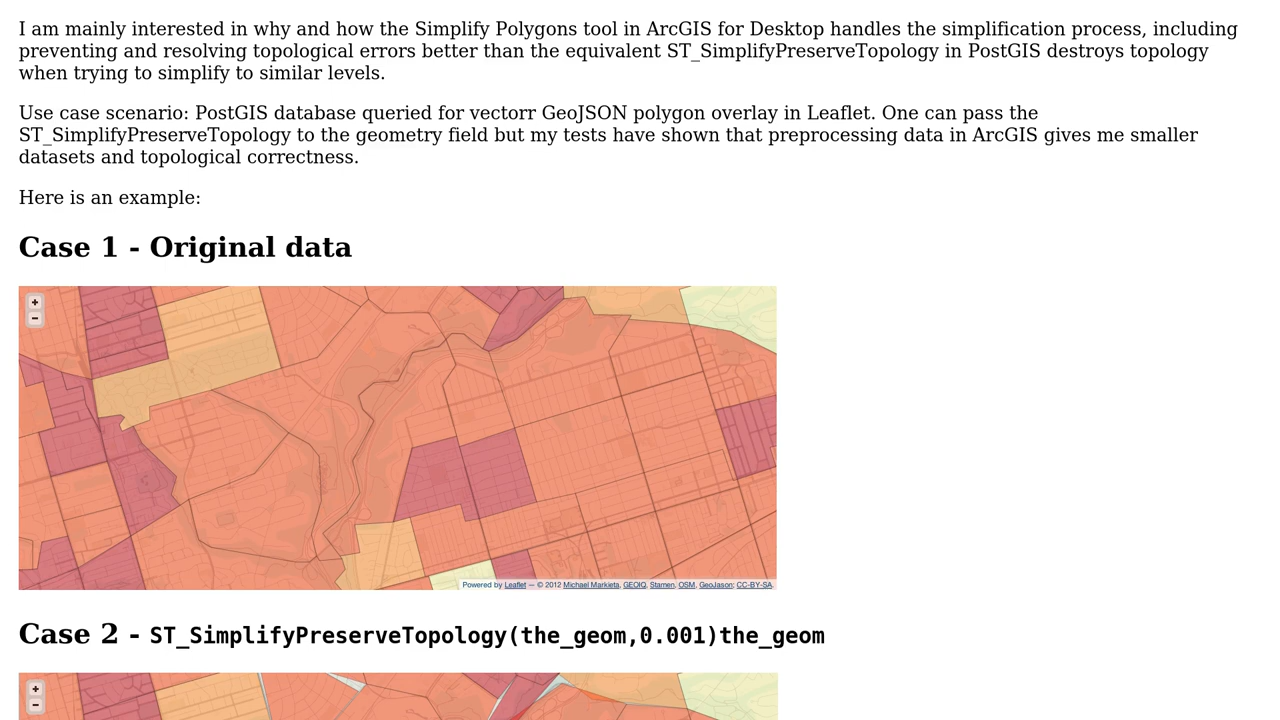 I am mainly interested in why and how the Simplify Polygons tool in ArcGIS for Desktop handles the simplification process, including
preventing and resolving topological errors better than the equivalent ST_SimplifyPreserveTopology in PostGIS destroys topology
when trying to simplify to similar levels.
Use case scenario: PostGIS database queried for vectorr GeoJSON polygon overlay in Leaflet. One can pass the
ST_SimplifyPreserveTopology to the geometry field but my tests have shown that preprocessing data in ArcGIS gives me smaller
datasets and topological correctness.
Here is an example:
Case 1 - Original data
+
−
Powered by Leaflet — © 2012 Michael Markieta, GEOIQ, Stamen, OSM, GeoJason; CC-BY-SA.
Case 2 - ST_SimplifyPreserveTopology(the_geom,0.001)the_geom
+
−